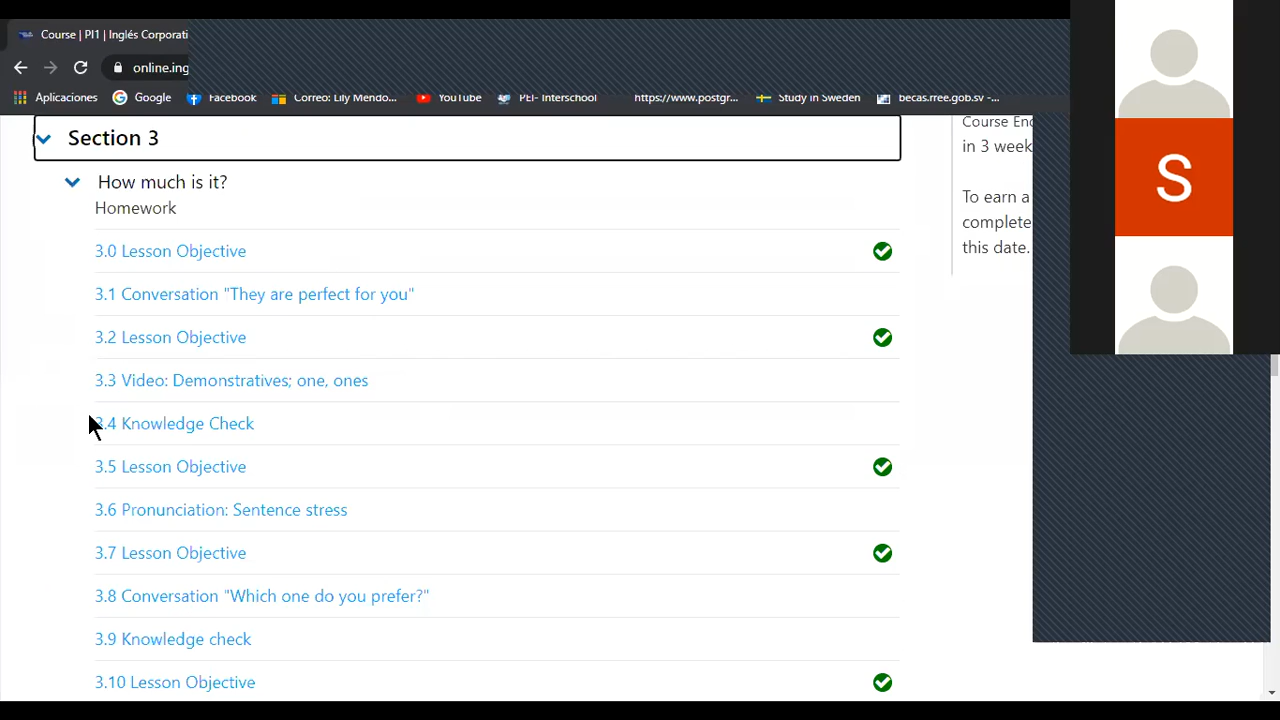 Course | PI1 | Inglés Corporati
online.ing
Aplicaciones Google Facebook Correo: Lily Mendo... YouTube PEI- Interschool https://www.postgr... Study in Sweden becas.rree.gob.sv -...
Section 3
How much is it?
Homework
3.0 Lesson Objective
3.1 Conversation "They are perfect for you"
3.2 Lesson Objective
3.3 Video: Demonstratives; one, ones
3.4 Knowledge Check
3.5 Lesson Objective
3.6 Pronunciation: Sentence stress
3.7 Lesson Objective
3.8 Conversation "Which one do you prefer?"
3.9 Knowledge check
3.10 Lesson Objective
Course End
in 3 week
To earn a
complete
this date.
S